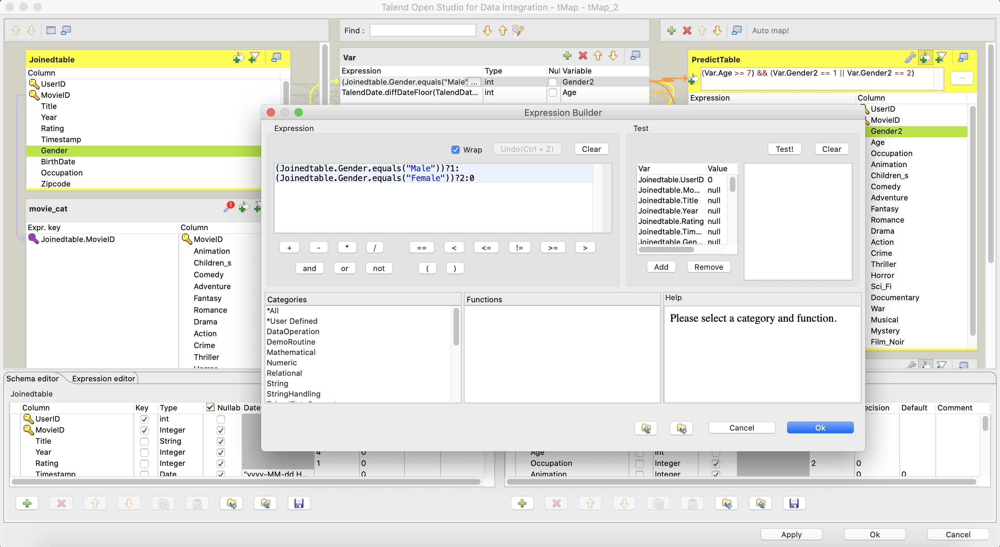 Talend Open Studio for Data Integration - tMap - tMap_2
Find :
Auto map!
Joinedtable
Column
UserID
MovieID
Title
Year
Rating
Timestamp
Gender
BirthDate
Occupation
Zipcode
movie_cat
1
Expr. key
Column
Joinedtable.MovieID
MovieID
Animation
Children_s
Comedy
Adventure
Fantasy
Romance
Drama
Action
Crime
Thriller
Var
Expression Type Nul Variable
(Joinedtable.Gender.equals("Male" ... int Gender2
TalendDate.diffDateFloor(TalendDat... int Age
PredictTable
(Var.Age >= 7) && (Var.Gender2 == 1 || Var.Gender2 == 2)
...
Expression Column
UserID
MovieID
Gender2
Age
Occupation
Animation
Children_s
Comedy
Adventure
Fantasy
Romance
Drama
Action
Crime
Thriller
Horror
Sci_Fi
Documentary
War
Musical
Mystery
Film_Noir
Expression Builder
Expression
Wrap Undo(Ctrl + Z) Clear
(Joinedtable.Gender.equals("Male"))?1:
(Joinedtable.Gender.equals("Female"))?2:0
+ - * / == < <= != >= >
and or not ( )
Test
Test! Clear
Var Value
Joinedtable.UserID 0
Joinedtable.Mo... null
Joinedtable.Title null
Joinedtable.Year null
Joinedtable.Rating null
Joinedtable.Tim... null
Joinedtable.Gen... null
Add Remove
Categories
*All
*User Defined
DataOperation
DemoRoutine
Mathematical
Numeric
Relational
String
StringHandling
Functions
Help
Please select a category and function.
Cancel Ok
Schema editor Expression editor
Joinedtable
Column Key Type Nullab Date
UserID int
MovieID Integer
Title String
Year Integer 4 0
Rating Integer 1 0
Timestamp Date "yyyy-MM-dd H... 0
ecision Default Comment
Age int
Occupation Integer 2 0
Animation Integer 0 0
Apply Ok Cancel